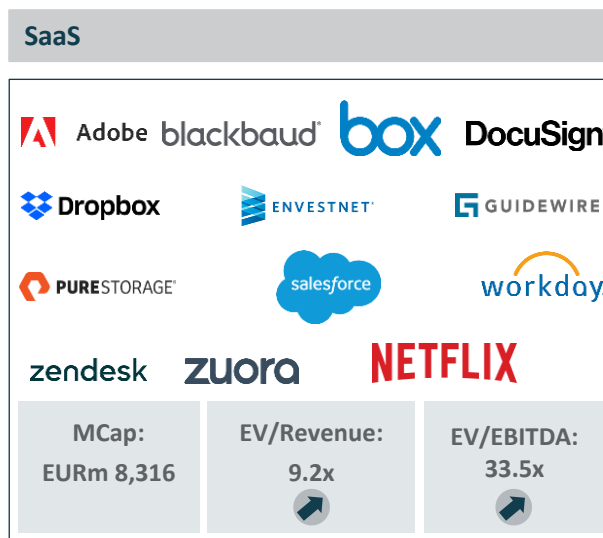 SaaS
Adobe blackbaud® box DocuSign
Dropbox ENVESTNET® GUIDEWIRE
PURESTORAGE® salesforce workday
zendesk zuora NETFLIX
MCap: EV/Revenue: EV/EBITDA:
EURm 8,316 9.2x 33.5x